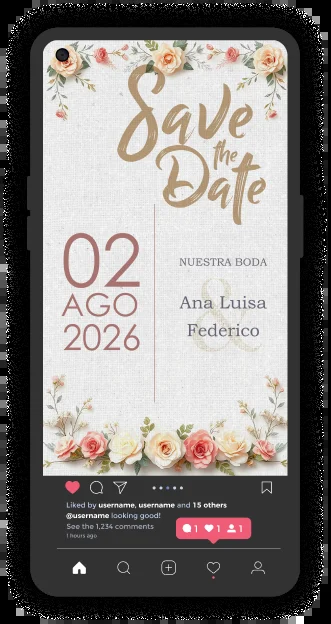 Save
the
Date
02
AGO
2026
NUESTRA BODA
Ana Luisa
&
Federico
Liked by username, username and 15 others
@username looking good!
See the 1,234 comments
1 hours ago
1 1 1